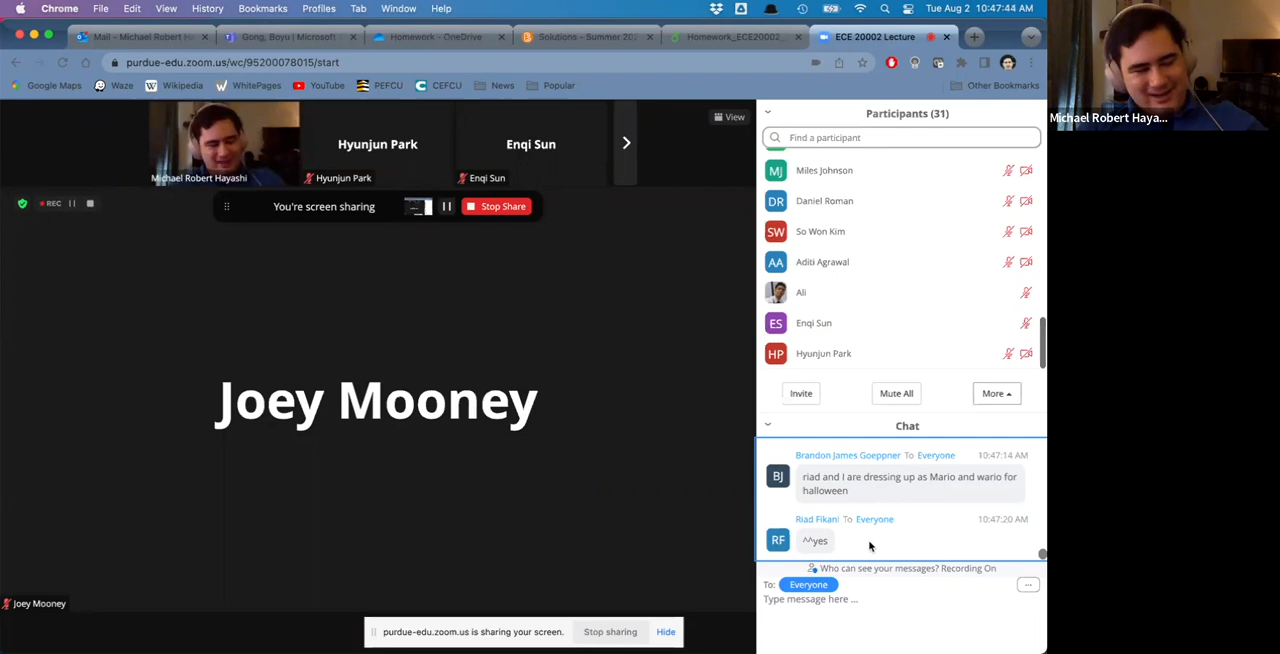 Chrome File Edit View History Bookmarks Profiles Tab Window Help Tue Aug 2 10:47:44 AM
Mail - Michael Robert H
Gong, Boyu | Microsoft
Homework - OneDrive
Solutions - Summer 202
Homework_ECE20002
ECE 20002 Lecture
purdue-edu.zoom.us/wc/95200078015/start
Google Maps Waze Wikipedia WhitePages YouTube PEFCU CEFCU News Popular Other Bookmarks
Michael Robert Hayashi
Hyunjun Park
Hyunjun Park
Enqi Sun
Enqi Sun
View
REC
You're screen sharing
Stop Share
Joey Mooney
Joey Mooney
purdue-edu.zoom.us is sharing your screen. Stop sharing Hide
Participants (31)
Find a participant
MJ Miles Johnson
DR Daniel Roman
SW So Won Kim
AA Aditi Agrawal
Ali
ES Enqi Sun
HP Hyunjun Park
Invite Mute All More
Chat
Brandon James Goeppner To Everyone 10:47:14 AM
BJ
riad and I are dressing up as Mario and wario for
halloween
Riad Fikani To Everyone 10:47:20 AM
RF
^^yes
Who can see your messages? Recording On
To: Everyone ...
Type message here ...
Michael Robert Haya...